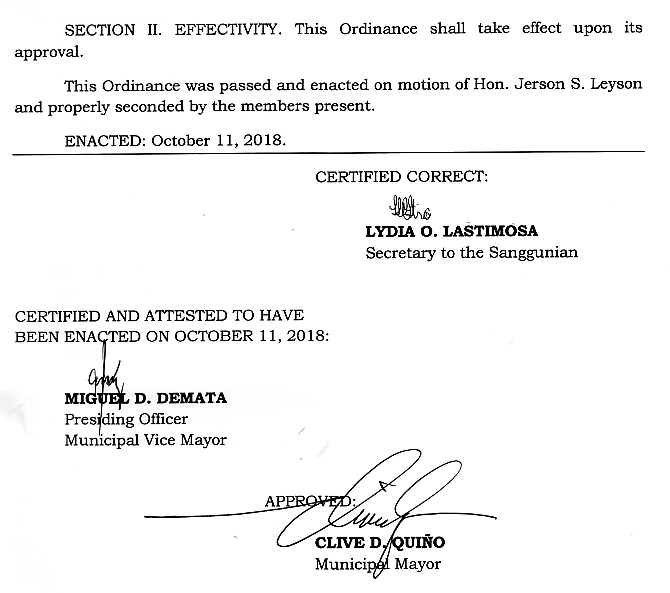 SECTION II. EFFECTIVITY. This Ordinance shall take effect upon its
approval.
This Ordinance was passed and enacted on motion of Hon. Jerson S. Leyson
and properly seconded by the members present.
ENACTED: October 11, 2018.
CERTIFIED CORRECT:
LYDIA O. LASTIMOSA
Secretary to the Sanggunian
CERTIFIED AND ATTESTED TO HAVE
BEEN ENACTED ON OCTOBER 11, 2018:
MIGUEL D. DEMATA
Presiding Officer
Municipal Vice Mayor
APPROVED:
CLIVE D. QUIÑO
Municipal Mayor